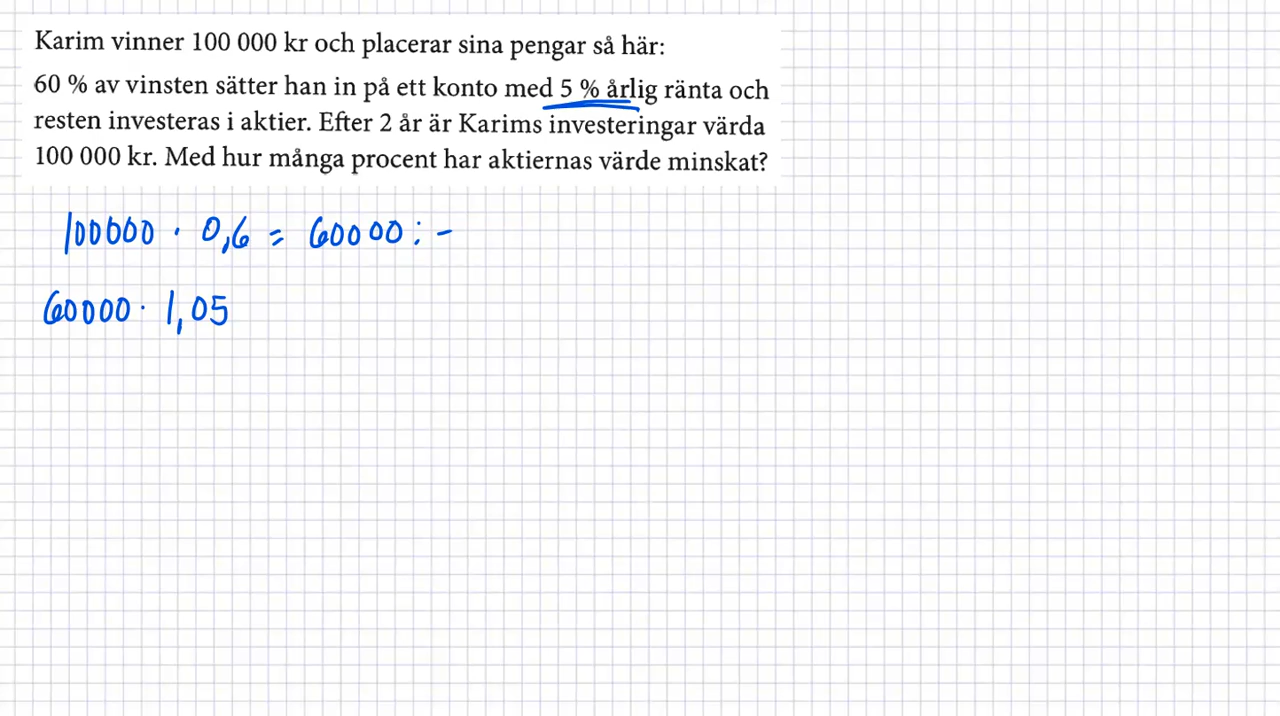 Karim vinner 100 000 kr och placerar sina pengar så här:
60 % av vinsten sätter han in på ett konto med 5 % årlig ränta och
resten investeras i aktier. Efter 2 år är Karims investeringar värda
100 000 kr. Med hur många procent har aktiernas värde minskat?
100000 · 0,6 = 60000 :-
60000 · 1,05